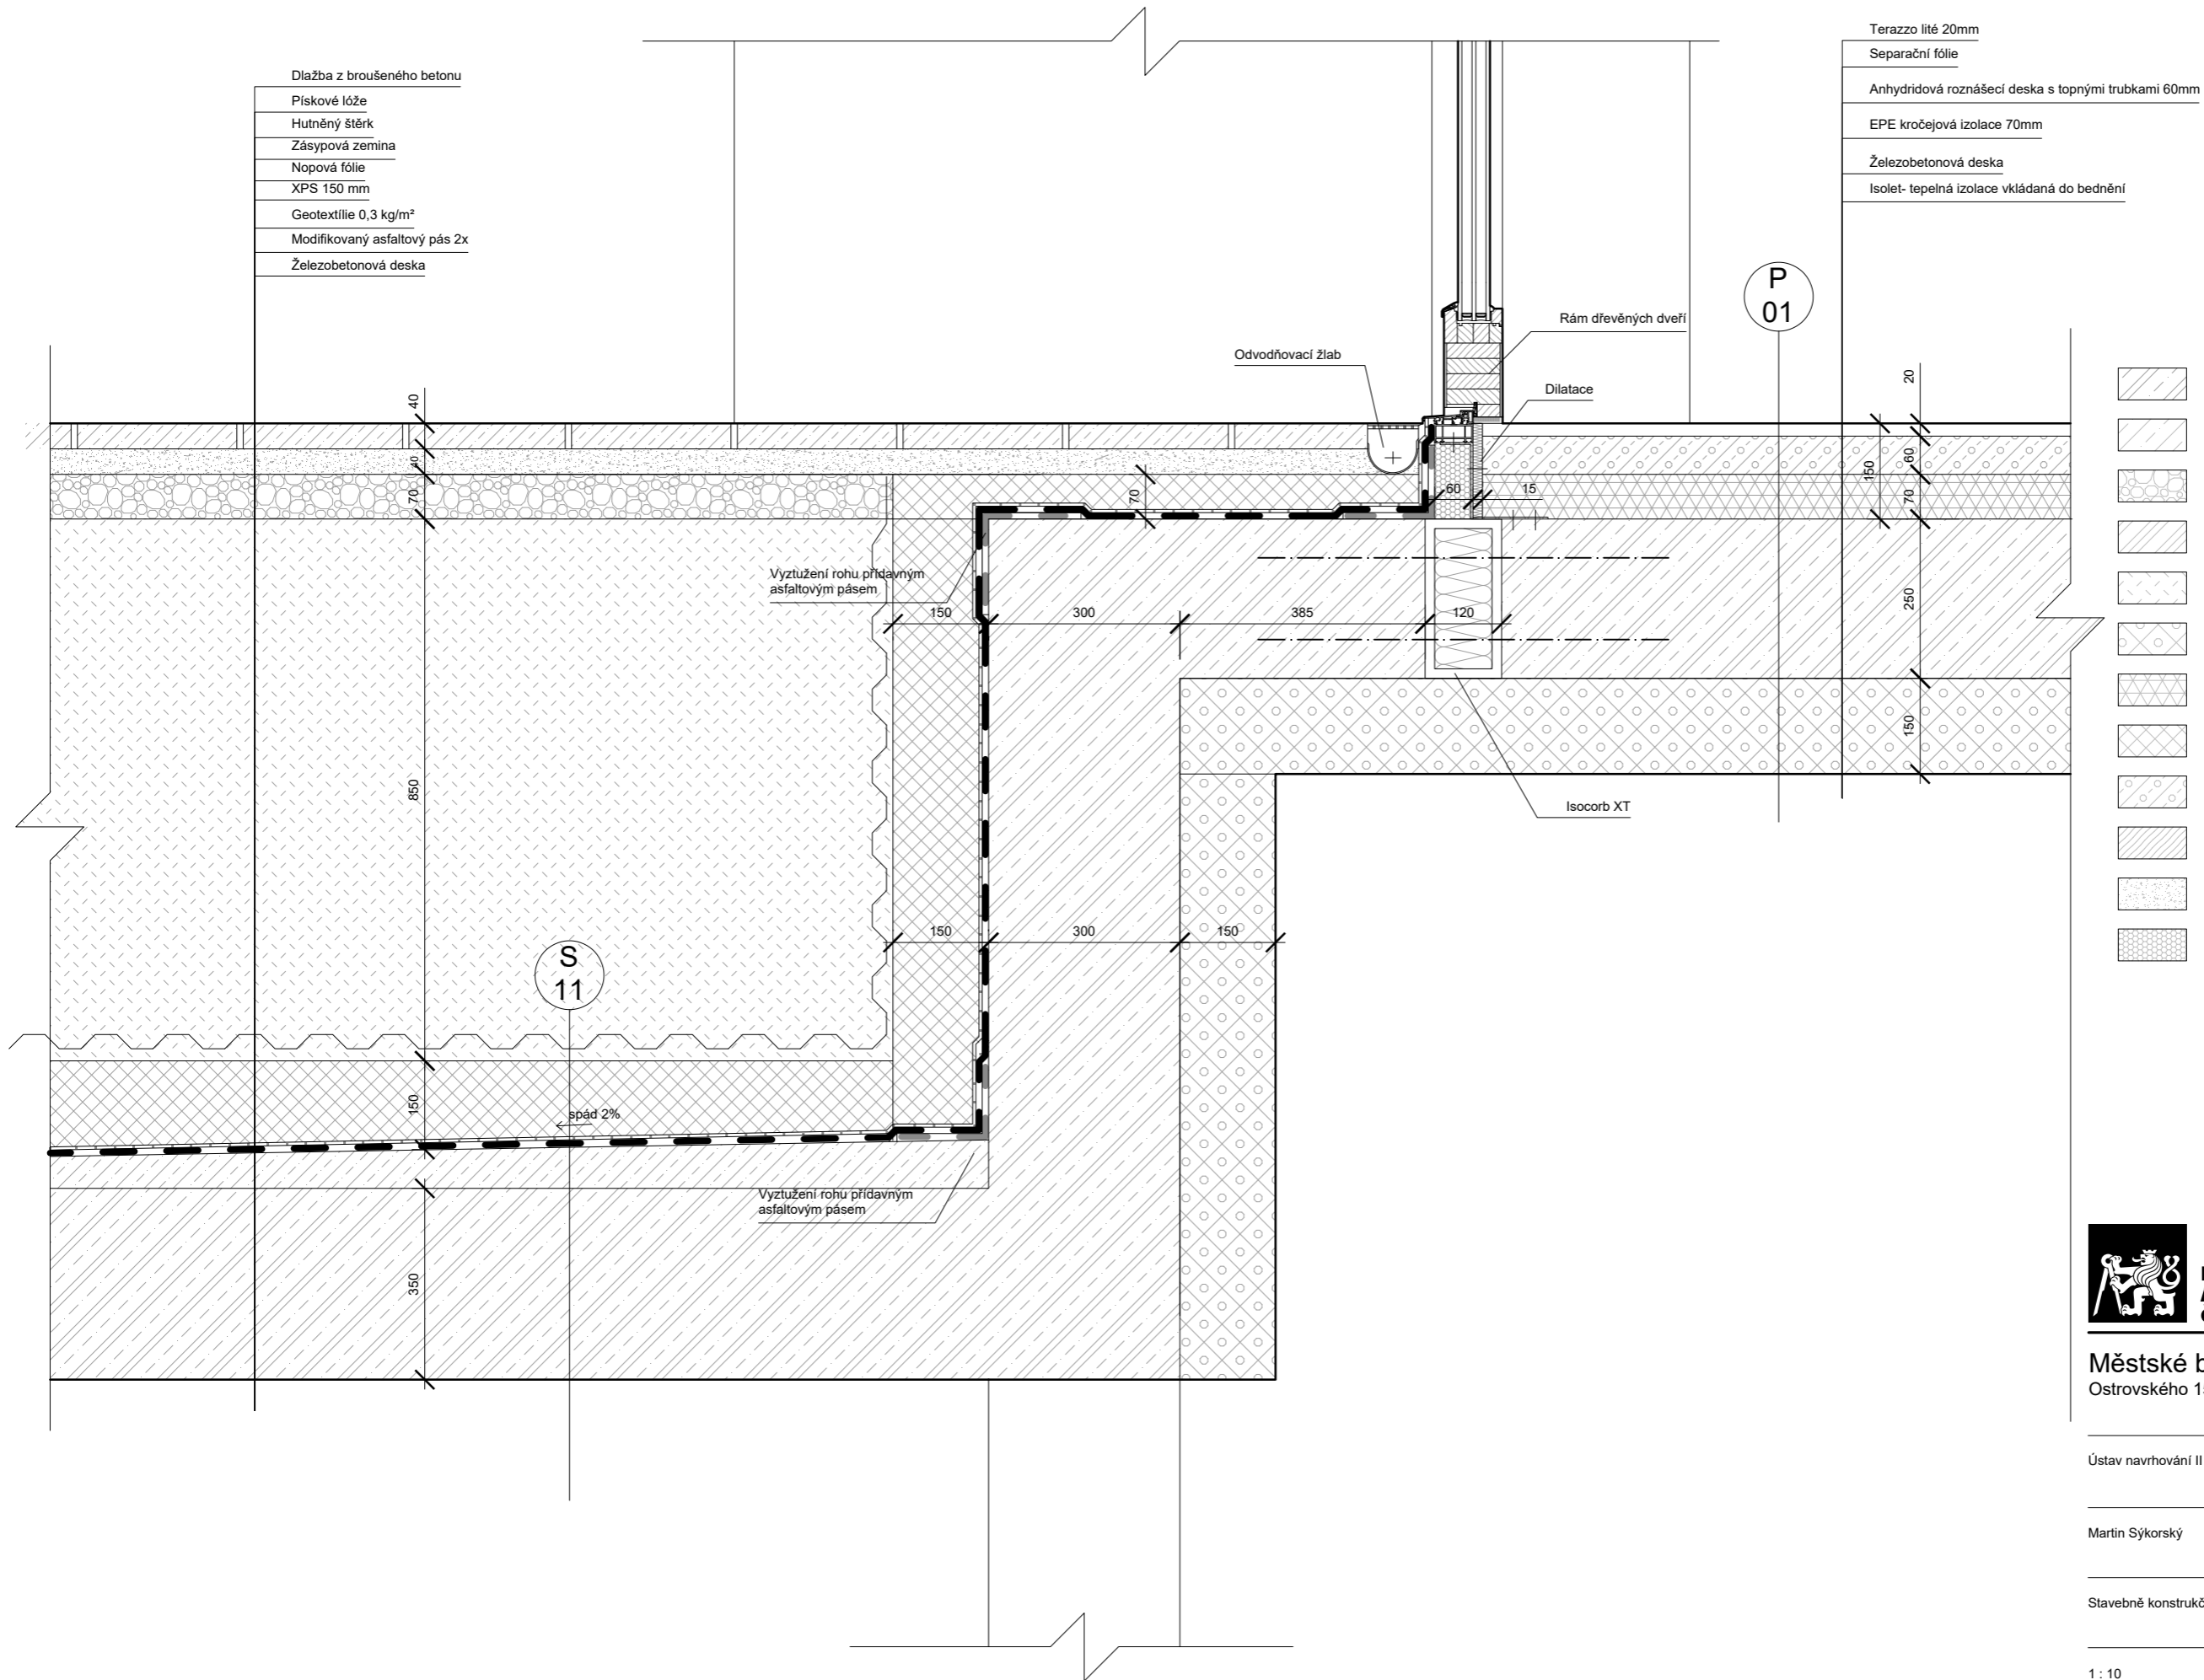 Dlažba z broušeného betonu
Pískové lóže
Hutněný štěrk
Zásypová zemina
Nopová fólie
XPS 150 mm
Geotextílie 0,3 kg/m²
Modifikovaný asfaltový pás 2x
Železobetonová deska
Terazzo lité 20mm
Separační fólie
Anhydridová roznášecí deska s topnými trubkami 60mm
EPE kročejová izolace 70mm
Železobetonová deska
Isolet- tepelná izolace vkládaná do bednění
P
01
Rám dřevěných dveří
Odvodňovací žlab
Dilatace
40
40
70
850
150
350
20
60
70
150
250
150
70
60
15
Vyztužení rohu přídavným
asfaltovým pásem
150
300
385
120
Isocorb XT
150
300
150
S
11
spád 2%
Vyztužení rohu přídavným
asfaltovým pásem
Městské b
Ostrovského 1
Ústav navrhování II
Martin Sýkorský
Stavebně konstrukč
1 : 10